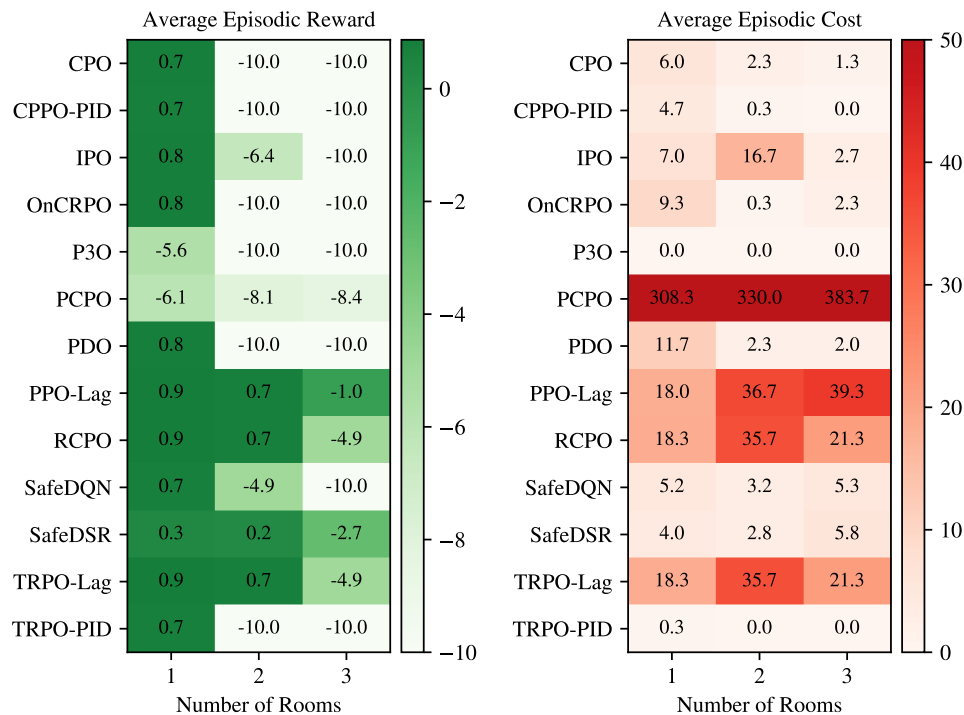 Average Episodic Reward
CPO 0.7 -10.0 -10.0
CPPO-PID 0.7 -10.0 -10.0
IPO 0.8 -6.4 -10.0
OnCRPO 0.8 -10.0 -10.0
P3O -5.6 -10.0 -10.0
PCPO -6.1 -8.1 -8.4
PDO 0.8 -10.0 -10.0
PPO-Lag 0.9 0.7 -1.0
RCPO 0.9 0.7 -4.9
SafeDQN 0.7 -4.9 -10.0
SafeDSR 0.3 0.2 -2.7
TRPO-Lag 0.9 0.7 -4.9
TRPO-PID 0.7 -10.0 -10.0
1 2 3
Number of Rooms
0
−2
−4
−6
−8
−10
Average Episodic Cost
CPO 6.0 2.3 1.3
CPPO-PID 4.7 0.3 0.0
IPO 7.0 16.7 2.7
OnCRPO 9.3 0.3 2.3
P3O 0.0 0.0 0.0
PCPO 308.3 330.0 383.7
PDO 11.7 2.3 2.0
PPO-Lag 18.0 36.7 39.3
RCPO 18.3 35.7 21.3
SafeDQN 5.2 3.2 5.3
SafeDSR 4.0 2.8 5.8
TRPO-Lag 18.3 35.7 21.3
TRPO-PID 0.3 0.0 0.0
1 2 3
Number of Rooms
50
40
30
20
10
0